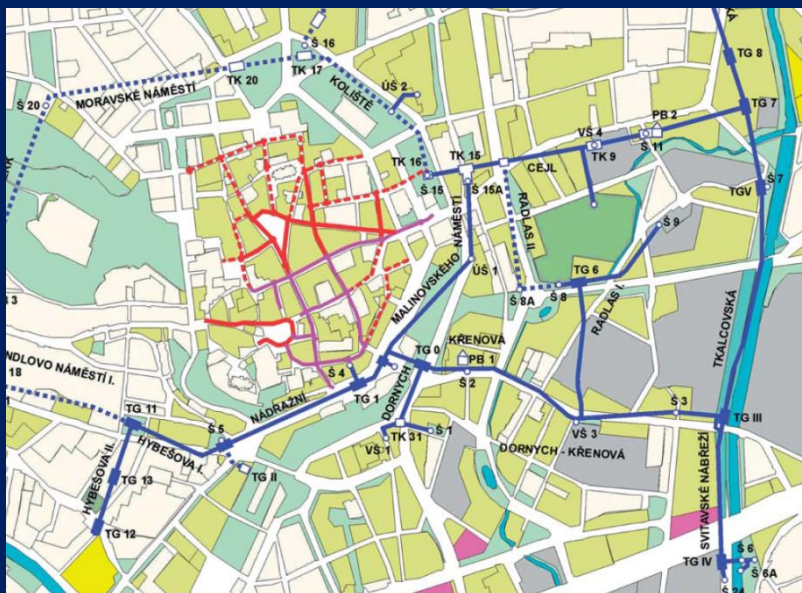 Š 16
TK 17
TK 20
MORAVSKÉ NÁMĚSTÍ
Š 20
KOLIŠTĚ
ÚŠ 2
TG 8
TG 7
PB 2
VŠ 4
Š 11
TK 9
CEJL
TK 15
TK 16
Š 15
Š 15A
Š 7
TGV
RADLAS II.
MALINOVSKÉHO NÁMĚSTÍ
Š 9
ÚŠ 1
TG 6
Š 8
Š 8A
RADLAS I.
TKALCOVSKÁ
KŘENOVÁ
TG 0
PB 1
Š 2
Š 4
TG 1
DORNYCH
NÁDRAŽNÍ
NDLOVO NÁMĚSTÍ I.
18
TG 11
Š 5
HYBEŠOVA I.
HYBEŠOVA II.
TG II
TG 13
TG 12
VŠ 1
TK 31
Š 1
VŠ 3
Š 3
TG III
DORNYCH - KŘENOVÁ
SVITAVSKÉ NÁBŘEŽÍ
TG IV
Š 6
Š 6A
Š 24